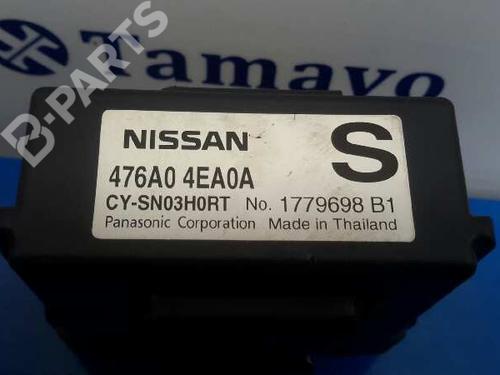 Tamayo
B-PARTS
NISSAN
S
476A0 4EA0A
CY-SN03H0RT No. 1779698 B1
Panasonic Corporation Made in Thailand